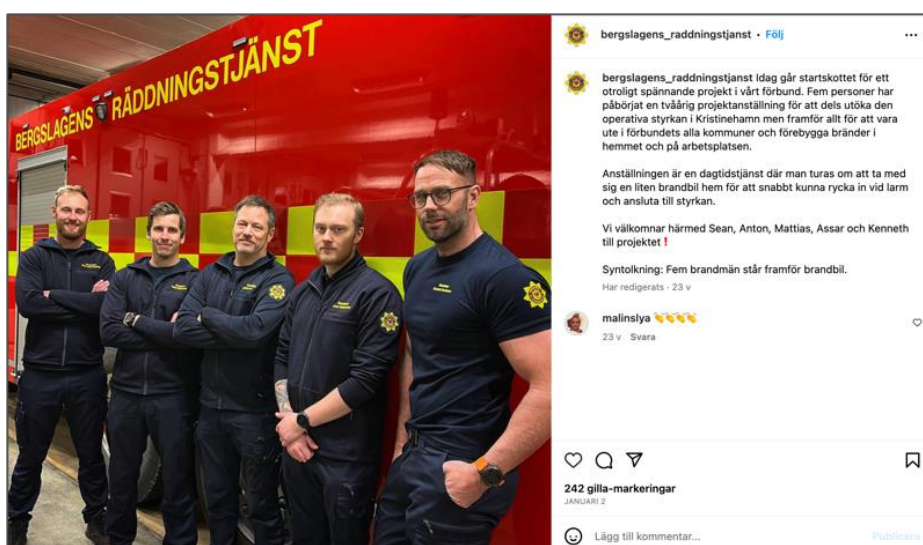 BERGSLAGENS RÄDDNINGSTJÄNST
bergslagens_raddningstjanst • Följ
bergslagens_raddningstjanst Idag går startskottet för ett
otroligt spännande projekt i vårt förbund. Fem personer har
påbörjat en tvåårig projektanställning för att dels utöka den
operativa styrkan i Kristinehamn men framför allt för att vara
ute i förbundets alla kommuner och förebygga bränder i
hemmet och på arbetsplatsen.
Anställningen är en dagtidstjänst där man turas om att ta med
sig en liten brandbil hem för att snabbt kunna rycka in vid larm
och ansluta till styrkan.
Vi välkomnar härmed Sean, Anton, Mattias, Assar och Kenneth
till projektet❗
Syntolkning: Fem brandmän står framför brandbil.
Har redigerats · 23 v
malinslya 👏👏👏👏
23 v Svara
242 gilla-markeringar
JANUARI 2
Lägg till kommentar...
Publicera